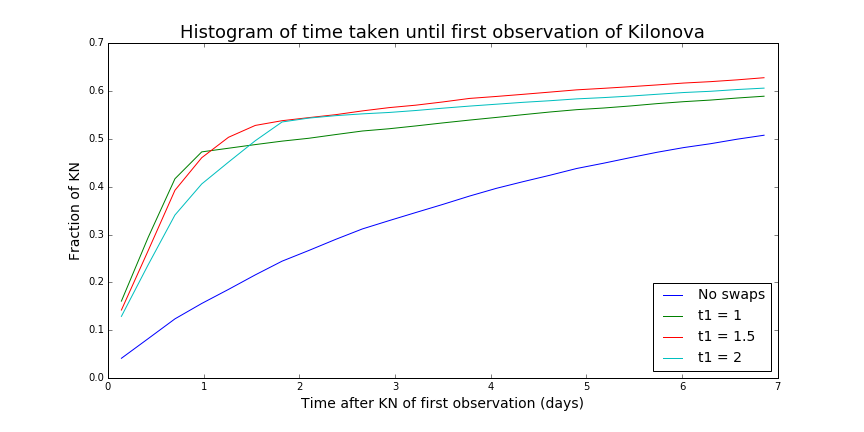 Histogram of time taken until first observation of Kilonova
Fraction of KN
0.7
0.6
0.5
0.4
0.3
0.2
0.1
0.0
0 1 2 3 4 5 6 7
Time after KN of first observation (days)
No swaps
t1 = 1
t1 = 1.5
t1 = 2